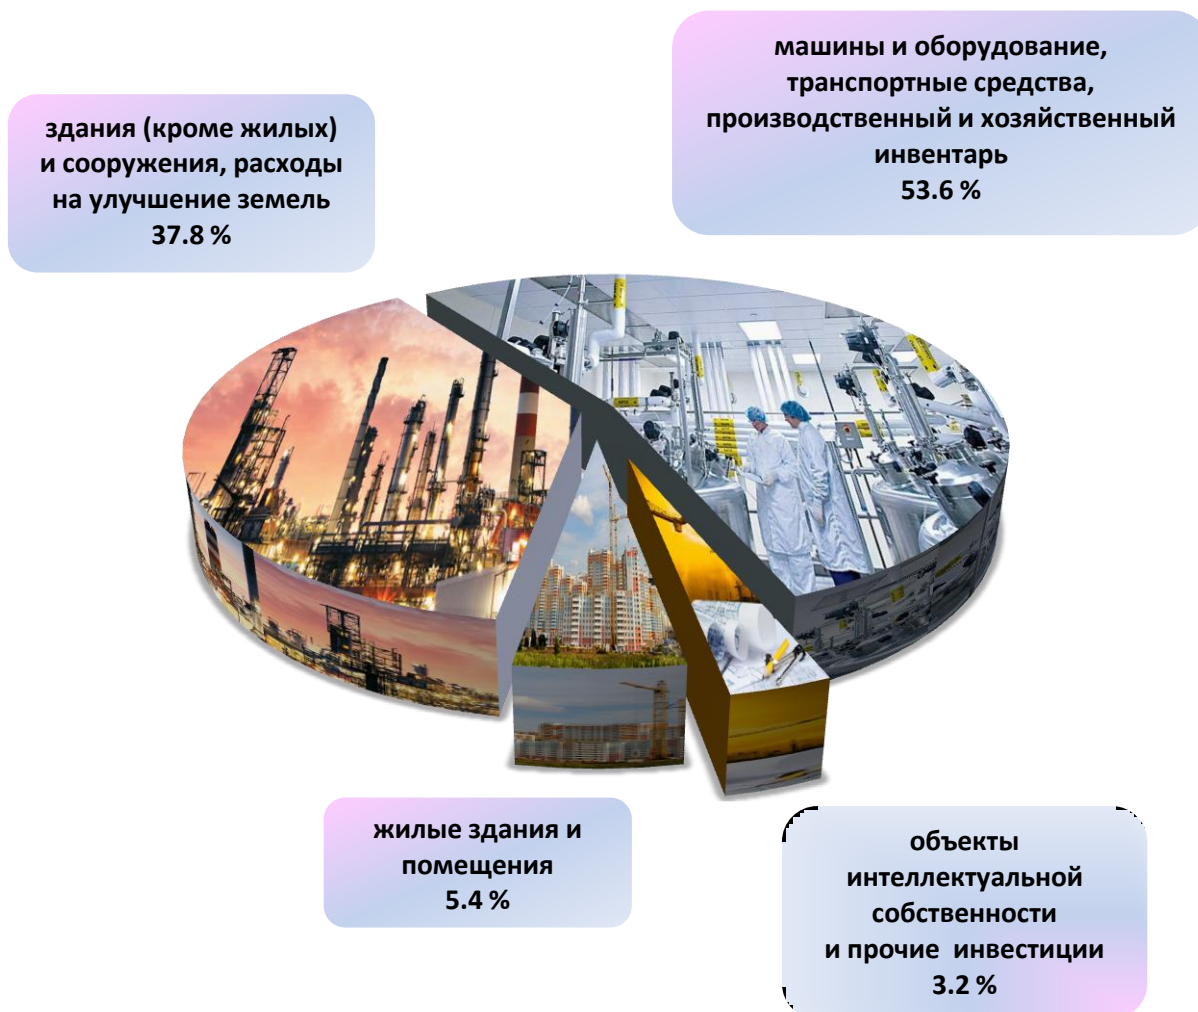 машины и оборудование,
транспортные средства,
производственный и хозяйственный
инвентарь
53.6 %
здания (кроме жилых)
и сооружения, расходы
на улучшение земель
37.8 %
жилые здания и
помещения
5.4 %
объекты
интеллектуальной
собственности
и прочие инвестиции
3.2 %